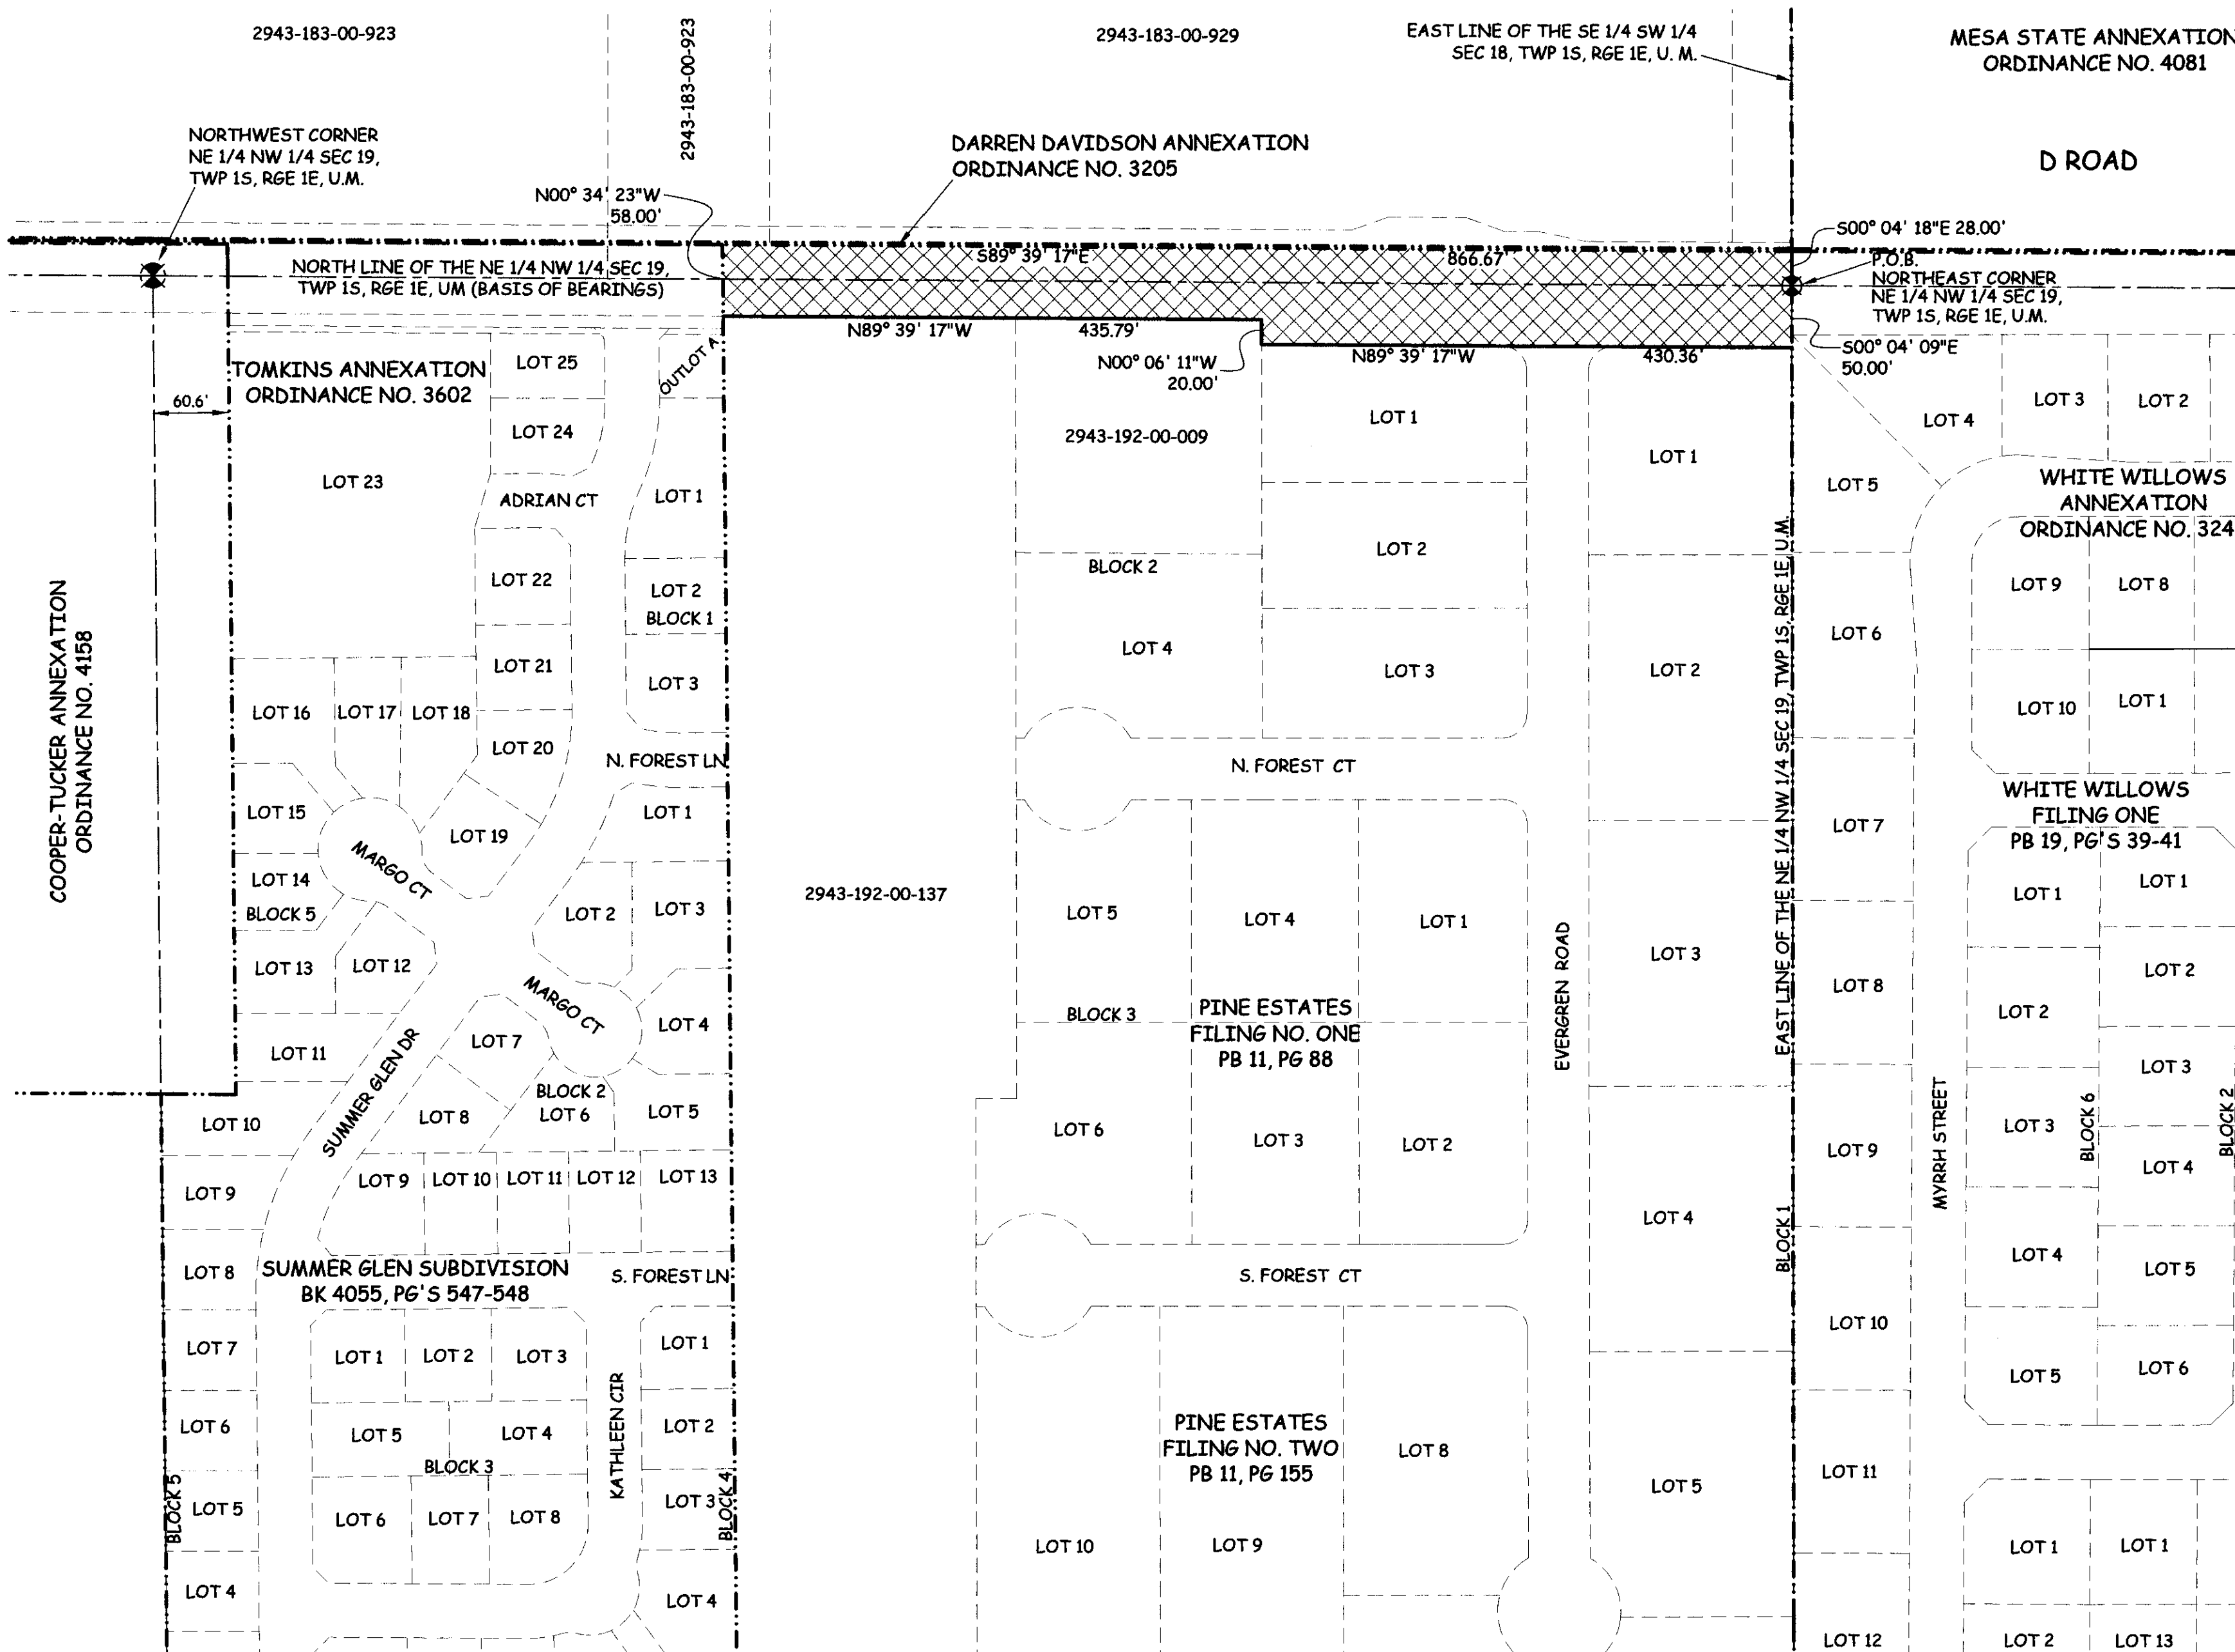 2943-183-00-923
2943-183-00-923
2943-183-00-929
EAST LINE OF THE SE 1/4 SW 1/4
SEC 18, TWP 1S, RGE 1E, U. M.
MESA STATE ANNEXATION
ORDINANCE NO. 4081
D ROAD
NORTHWEST CORNER
NE 1/4 NW 1/4 SEC 19,
TWP 1S, RGE 1E, U.M.
DARREN DAVIDSON ANNEXATION
ORDINANCE NO. 3205
N00° 34' 23"W
58.00'
S00° 04' 18"E 28.00'
S89° 39' 17"E
866.67'
P.O.B.
NORTHEAST CORNER
NE 1/4 NW 1/4 SEC 19,
TWP 1S, RGE 1E, U.M.
NORTH LINE OF THE NE 1/4 NW 1/4 SEC 19,
TWP 1S, RGE 1E, UM (BASIS OF BEARINGS)
N89° 39' 17"W
435.79'
N00° 06' 11"W
20.00'
N89° 39' 17"W
430.36'
S00° 04' 09"E
50.00'
TOMKINS ANNEXATION
ORDINANCE NO. 3602
60.6'
COOPER-TUCKER ANNEXATION
ORDINANCE NO. 4158
LOT 25
OUTLOT A
LOT 24
LOT 23
ADRIAN CT
LOT 1
LOT 22
LOT 2
BLOCK 1
LOT 21
LOT 3
LOT 16
LOT 17
LOT 18
LOT 20
N. FOREST LN
LOT 15
LOT 19
LOT 1
MARGO CT
LOT 14
BLOCK 5
LOT 2
LOT 3
LOT 13
LOT 12
MARGO CT
LOT 4
LOT 11
LOT 7
SUMMER GLEN DR
BLOCK 2
LOT 10
LOT 8
LOT 6
LOT 5
LOT 9
LOT 9
LOT 10
LOT 11
LOT 12
LOT 13
LOT 8
SUMMER GLEN SUBDIVISION
BK 4055, PG'S 547-548
S. FOREST LN
LOT 7
LOT 1
LOT 2
LOT 3
LOT 1
KATHLEEN CIR
LOT 6
LOT 5
LOT 4
LOT 2
BLOCK 3
BLOCK 5
LOT 5
LOT 6
LOT 7
LOT 8
LOT 3
BLOCK 4
LOT 4
LOT 4
2943-192-00-137
2943-192-00-009
LOT 1
LOT 1
BLOCK 2
LOT 2
LOT 4
LOT 3
LOT 2
N. FOREST CT
LOT 5
LOT 4
LOT 1
EVERGREN ROAD
LOT 3
BLOCK 3
PINE ESTATES
FILING NO. ONE
PB 11, PG 88
LOT 6
LOT 3
LOT 2
LOT 4
S. FOREST CT
PINE ESTATES
FILING NO. TWO
PB 11, PG 155
LOT 8
LOT 5
LOT 10
LOT 9
EAST LINE OF THE NE 1/4 NW 1/4 SEC 19, TWP 1S, RGE 1E, U.M.
BLOCK 1
LOT 4
LOT 3
LOT 2
LOT 5
WHITE WILLOWS
ANNEXATION
ORDINANCE NO. 324
LOT 9
LOT 8
LOT 6
LOT 10
LOT 1
WHITE WILLOWS
FILING ONE
PB 19, PG'S 39-41
LOT 7
LOT 1
LOT 1
LOT 8
LOT 2
LOT 2
LOT 3
MYRRH STREET
LOT 9
LOT 3
BLOCK 6
LOT 4
BLOCK 2
LOT 4
LOT 5
LOT 10
LOT 5
LOT 6
LOT 11
LOT 1
LOT 1
LOT 12
LOT 2
LOT 13